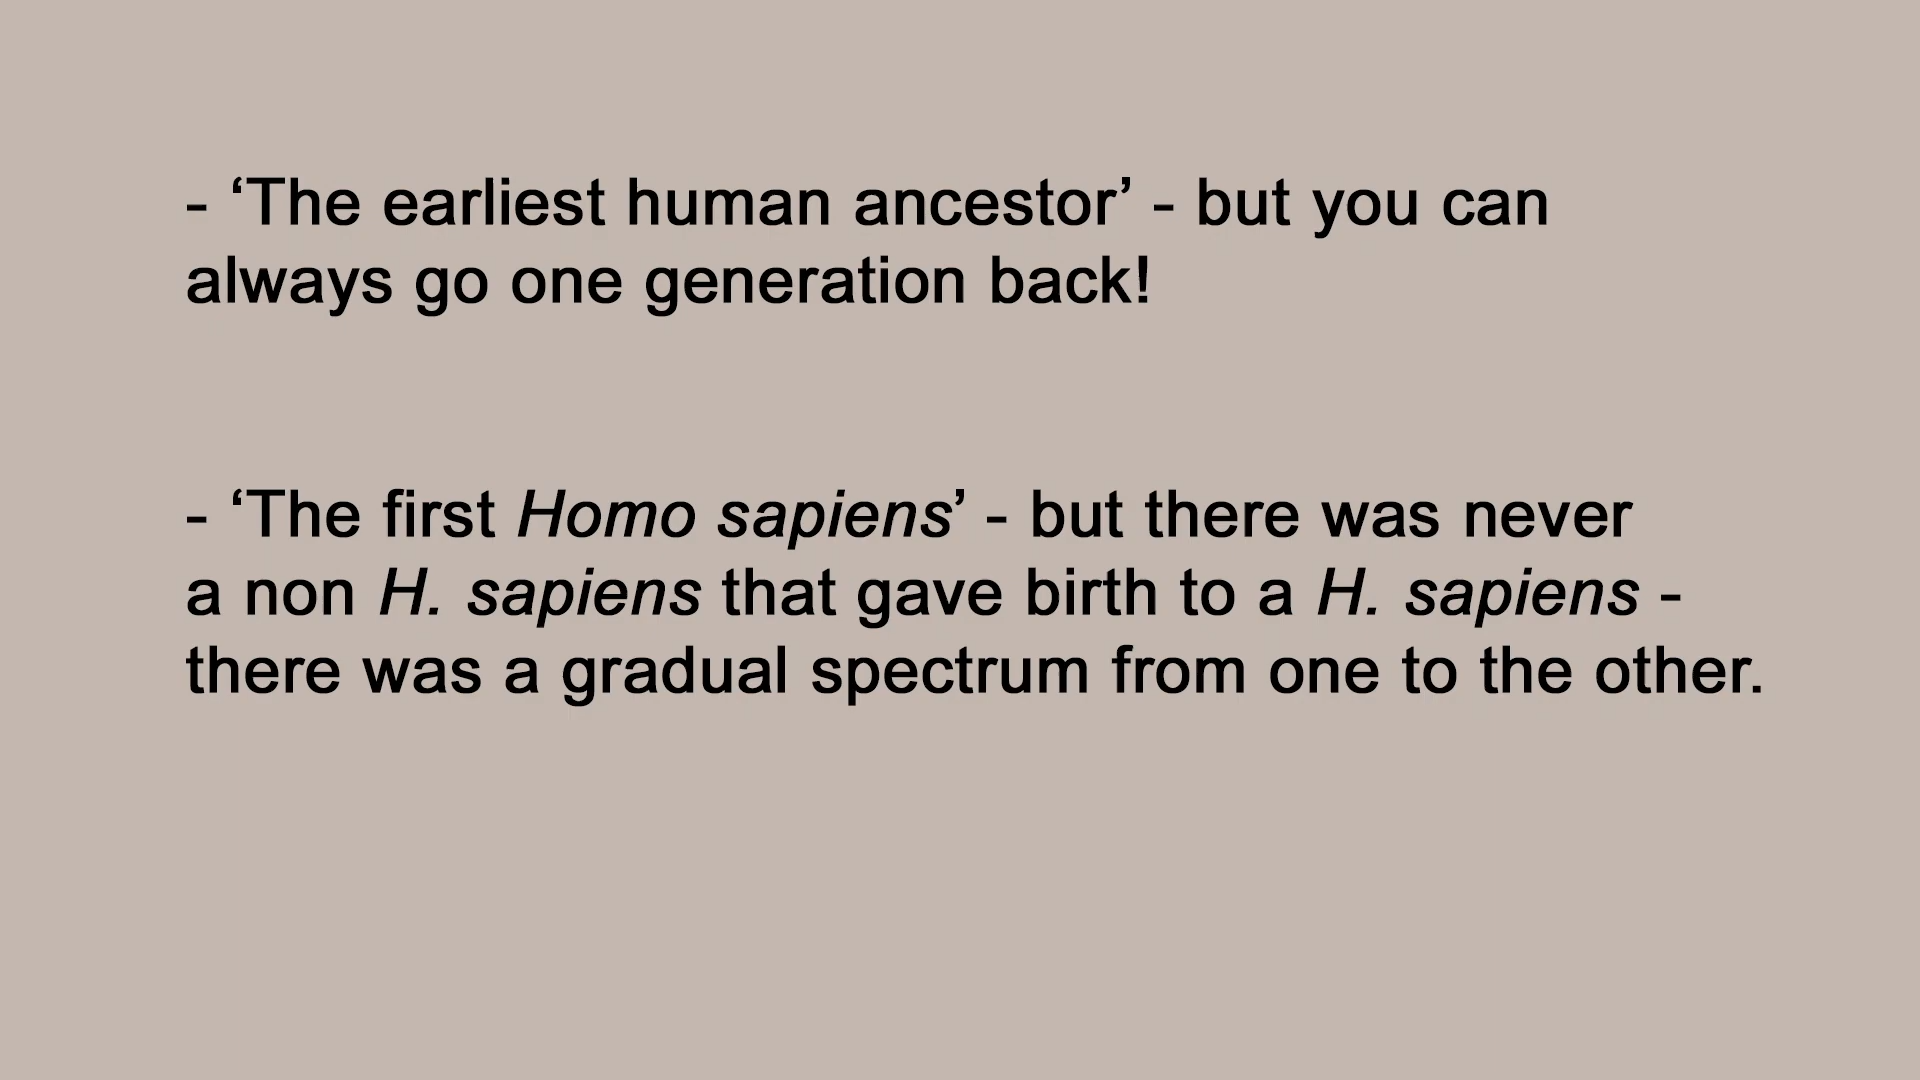 - ‘The earliest human ancestor’ - but you can
always go one generation back!
- ‘The first Homo sapiens’ - but there was never
a non H. sapiens that gave birth to a H. sapiens -
there was a gradual spectrum from one to the other.